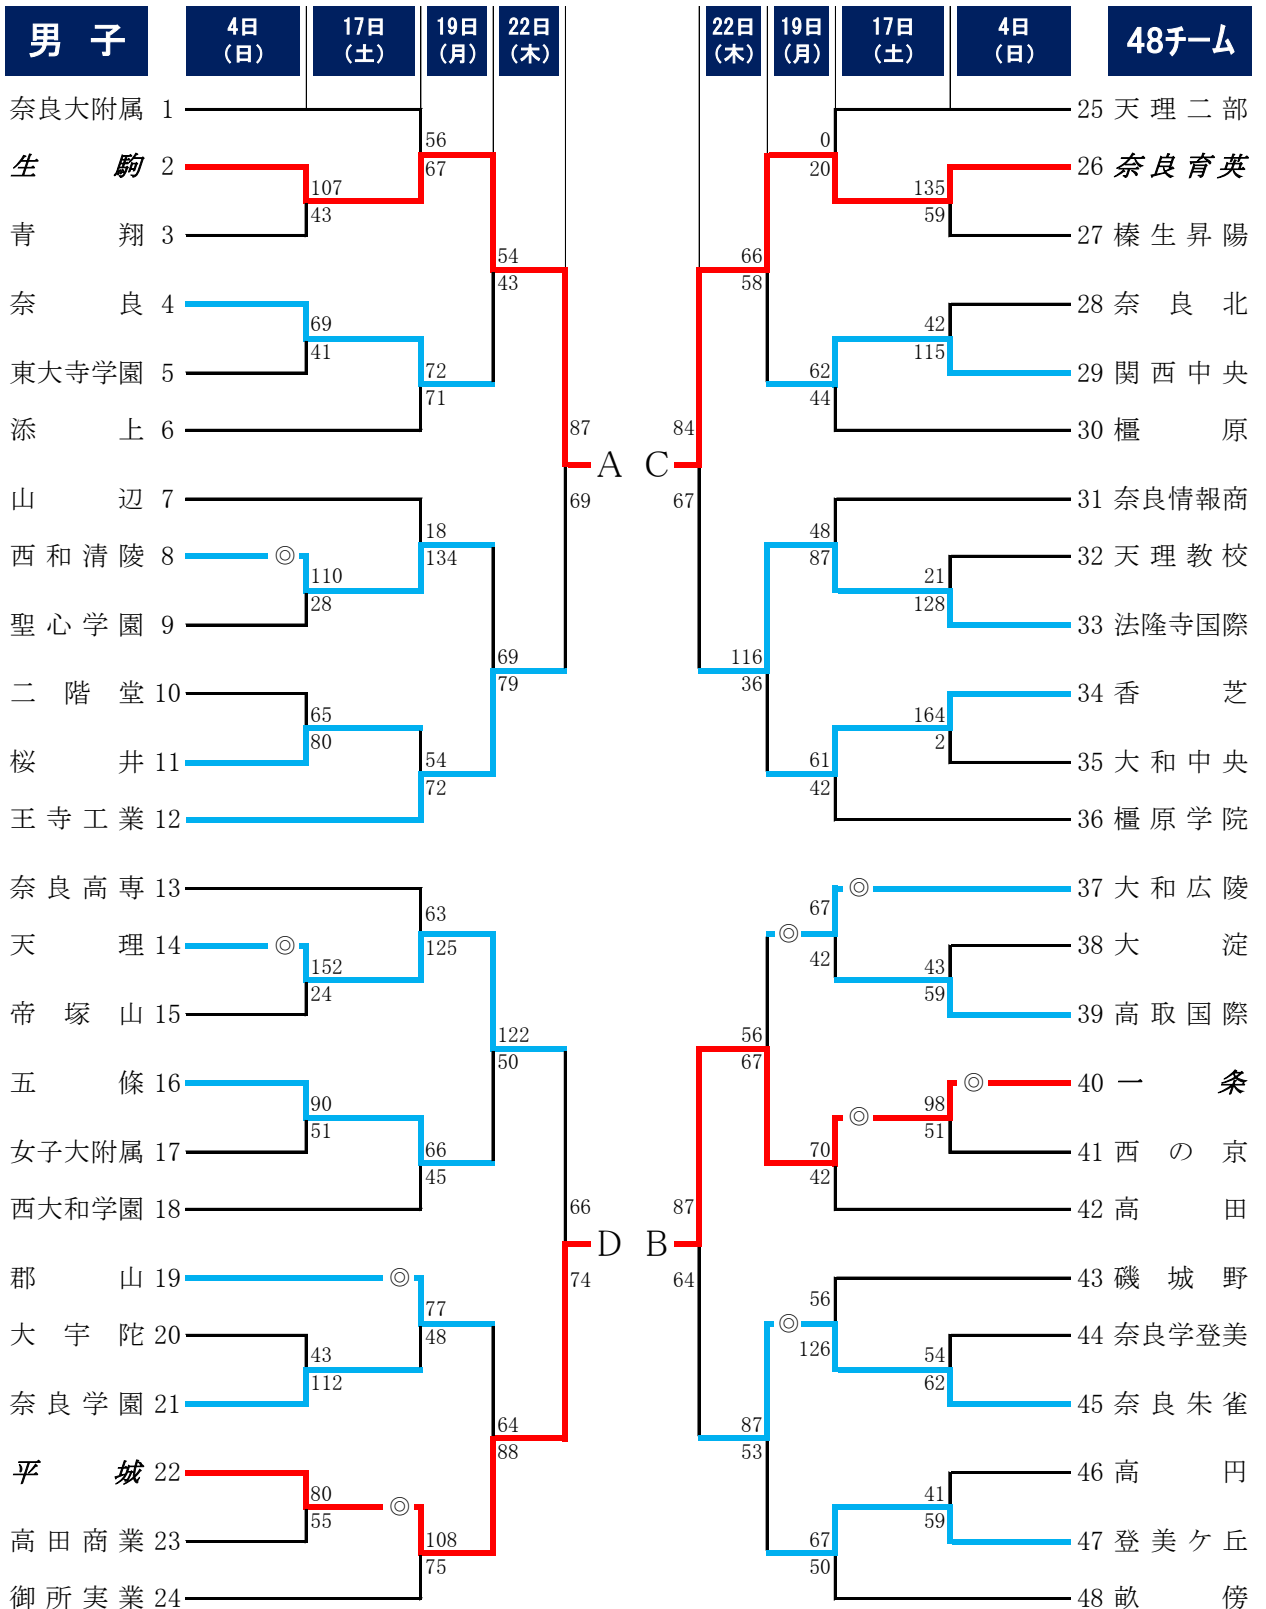 男 子 4日(日) 17日(土) 19日(月) 22日(木) 22日(木) 19日(月) 17日(土) 4日(日) 48チーム
奈良大附属 1
生駒 2
青翔 3
奈良 4
東大寺学園 5
添上 6
山辺 7
西和清陵 8 ◎
聖心学園 9
二階堂 10
桜井 11
王寺工業 12
奈良高専 13
天理 14 ◎
帝塚山 15
五條 16
女子大附属 17
西大和学園 18
郡山 19 ◎
大宇陀 20
奈良学園 21
平城 22
◎
高田商業 23
御所実業 24
107
43
69
41
110
28
65
80
152
24
90
51
43
112
80
55
56
67
72
71
18
134
54
72
63
125
66
45
77
48
108
75
54
43
69
79
122
50
64
88
87
69
66
74
A C
D B
84
67
87
64
66
58
116
36
56
67
87
53
0
20
62
44
48
87
61
42
67
42
◎
70
42
56
126
◎
67
50
135
59
42
115
21
128
164
2
43
59
98
51
54
62
41
59
25 天理二部
26 奈良育英
27 榛生昇陽
28 奈良北
29 関西中央
30 橿原
31 奈良情報商
32 天理教校
33 法隆寺国際
34 香芝
35 大和中央
36 橿原学院
◎ 37 大和広陵
38 大淀
39 高取国際
◎ 40 一条
◎
41 西の京
42 高田
43 磯城野
44 奈良学登美
45 奈良朱雀
46 高円
47 登美ケ丘
48 畝傍